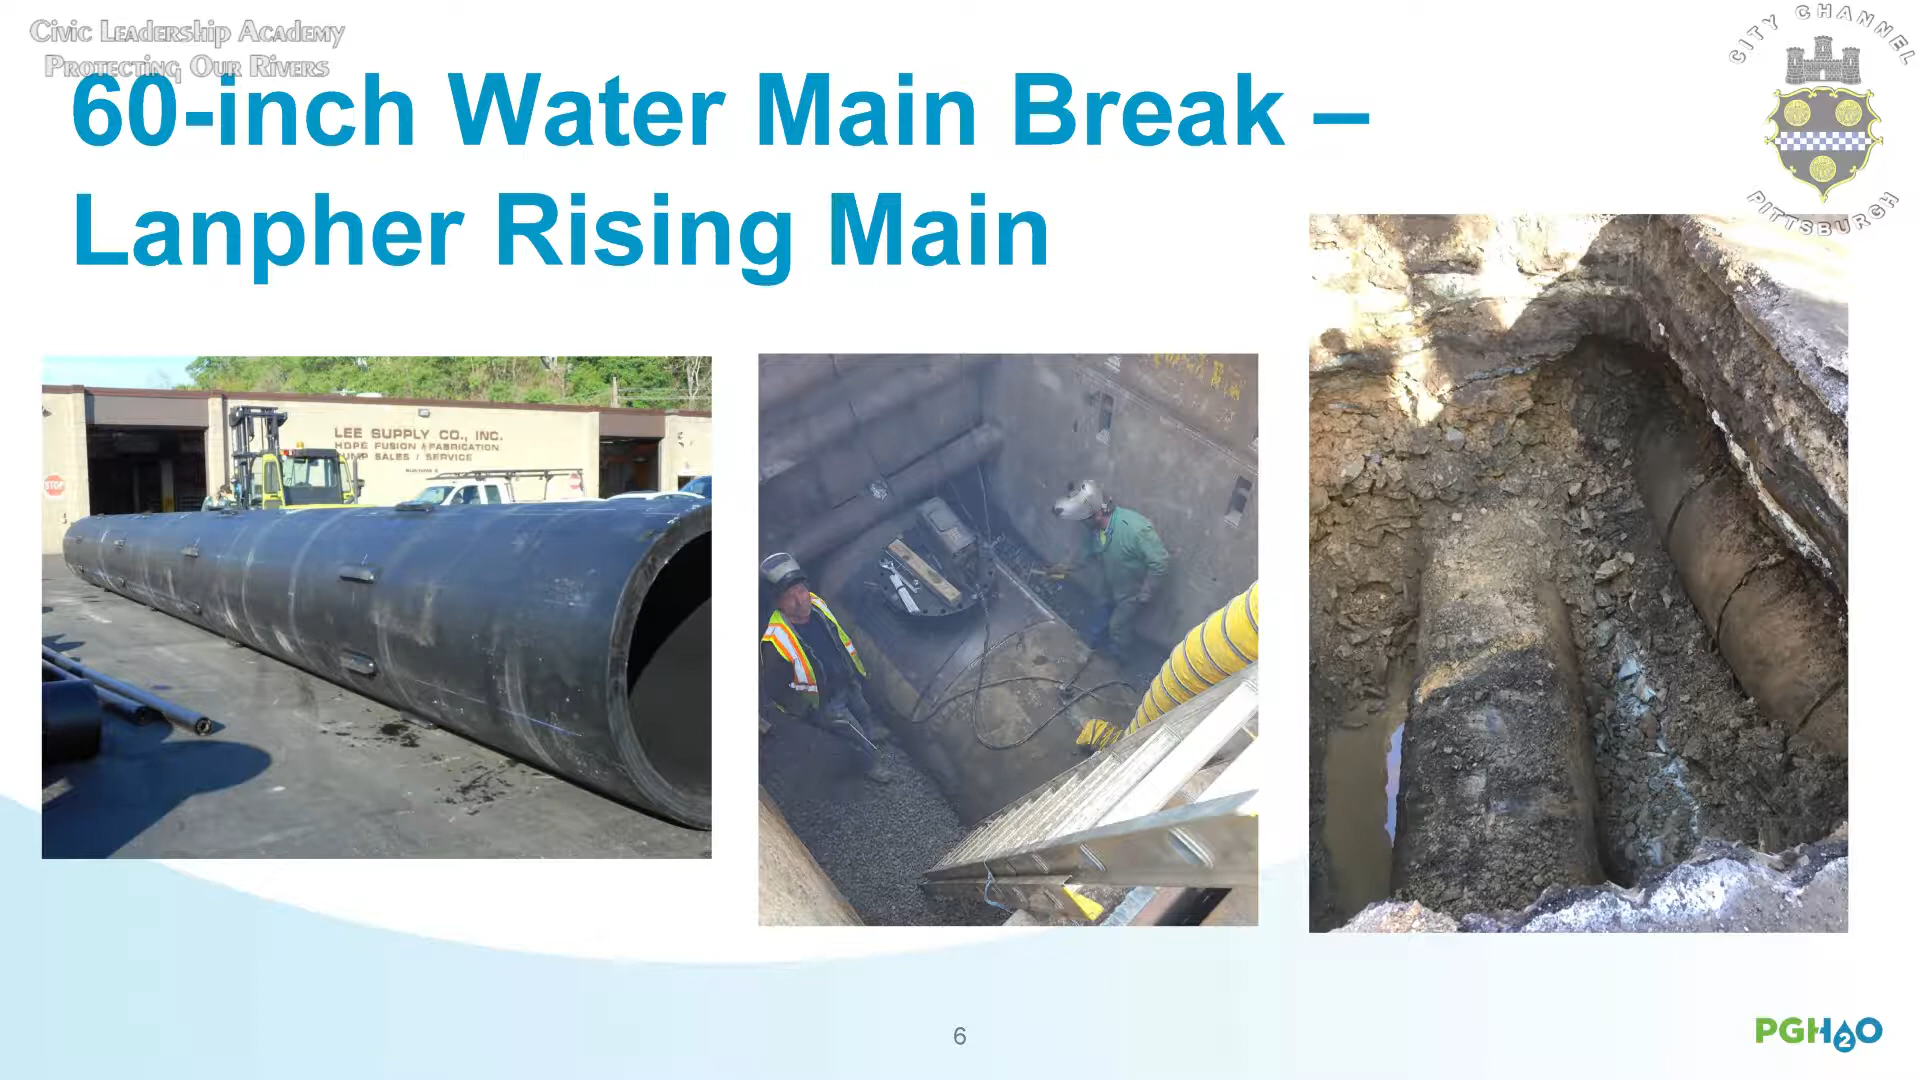 Civic Leadership Academy
Protecting Our Rivers
CITY CHANNEL
PITTSBURGH
60-inch Water Main Break –
Lanpher Rising Main
LEE SUPPLY CO., INC.
HDPE FUSION & FABRICATION
PUMP SALES / SERVICE
STOP
6
PGH2O